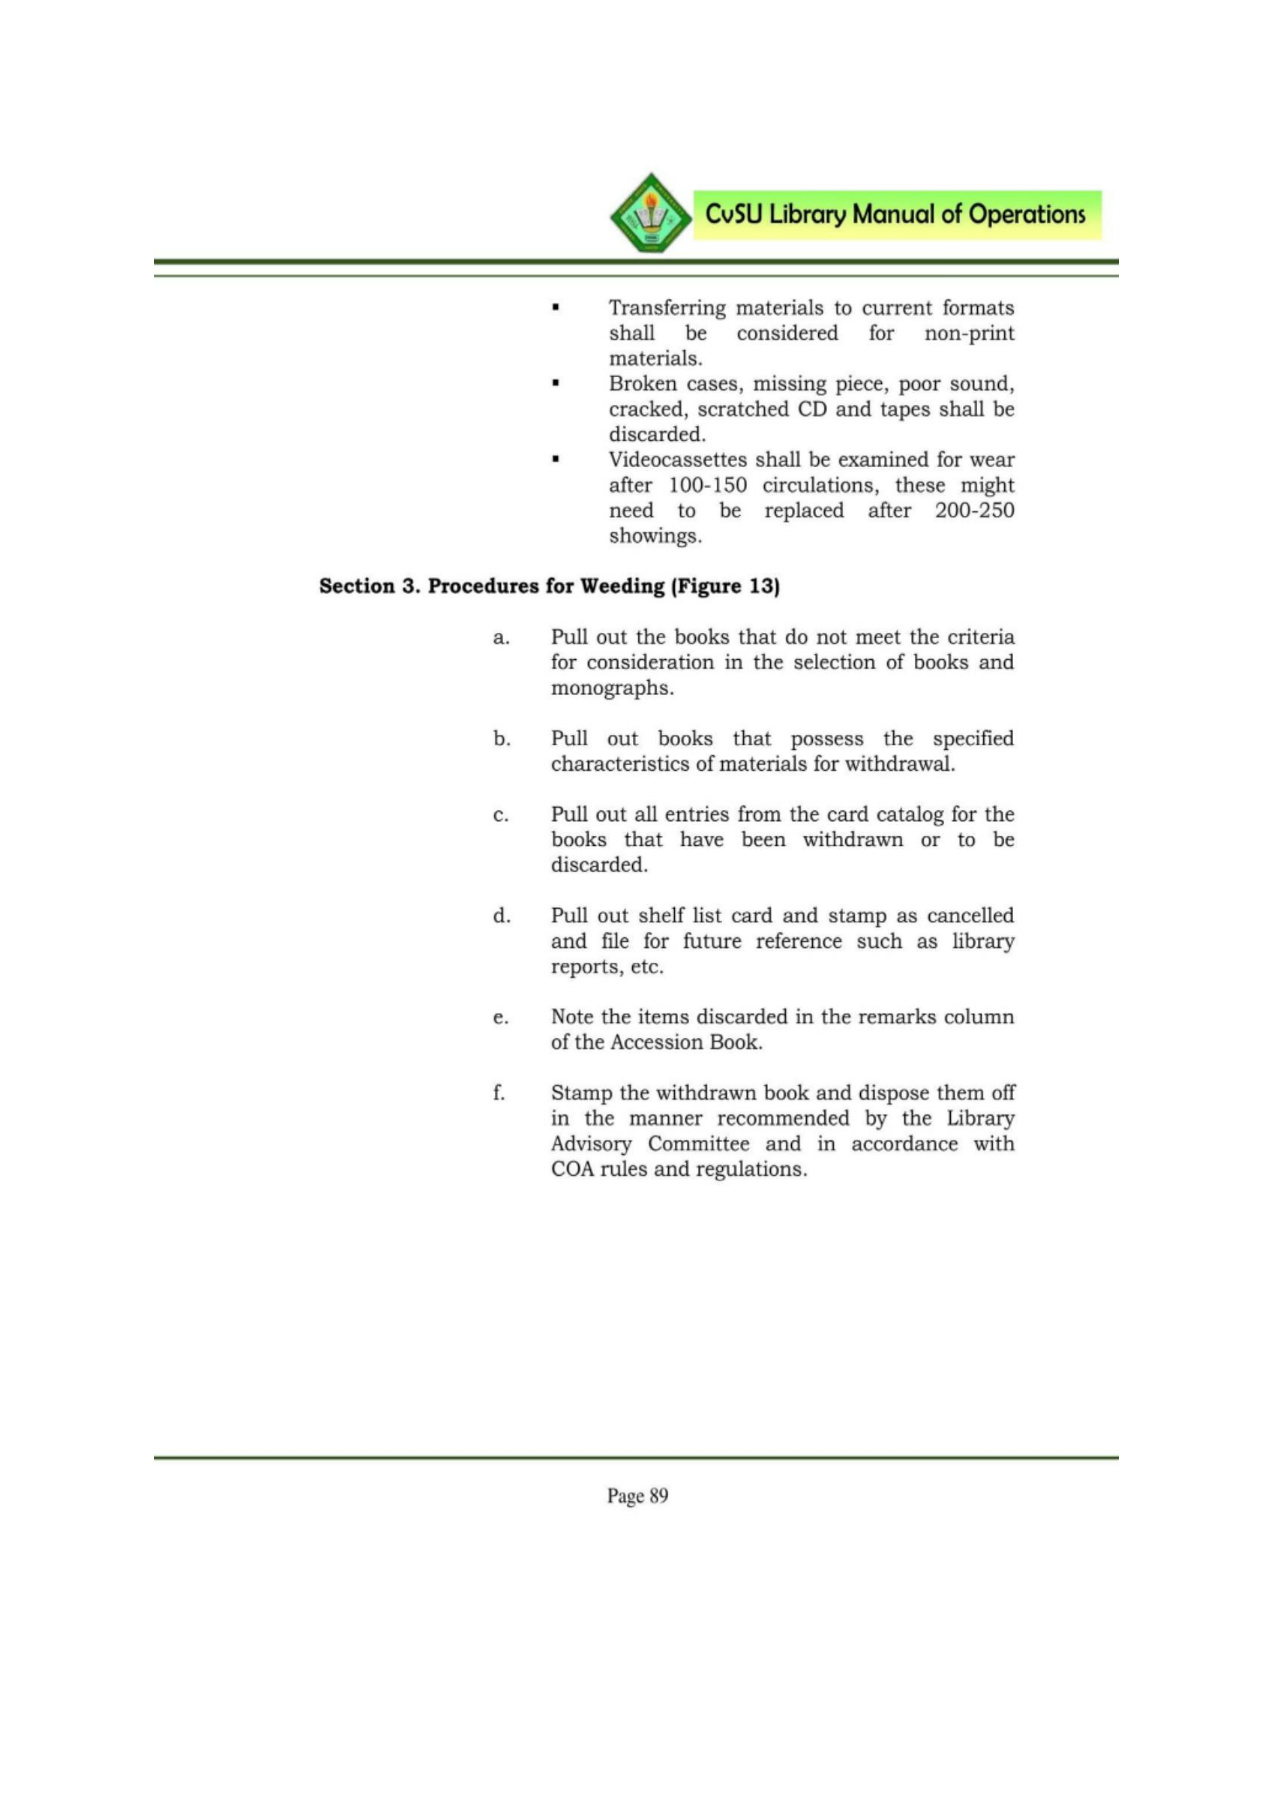 CvSU Library Manual of Operations
▪ Transferring materials to current formats
shall be considered for non-print
materials.
▪ Broken cases, missing piece, poor sound,
cracked, scratched CD and tapes shall be
discarded.
▪ Videocassettes shall be examined for wear
after 100-150 circulations, these might
need to be replaced after 200-250
showings.
Section 3. Procedures for Weeding (Figure 13)
a. Pull out the books that do not meet the criteria
for consideration in the selection of books and
monographs.
b. Pull out books that possess the specified
characteristics of materials for withdrawal.
c. Pull out all entries from the card catalog for the
books that have been withdrawn or to be
discarded.
d. Pull out shelf list card and stamp as cancelled
and file for future reference such as library
reports, etc.
e. Note the items discarded in the remarks column
of the Accession Book.
f. Stamp the withdrawn book and dispose them off
in the manner recommended by the Library
Advisory Committee and in accordance with
COA rules and regulations.
Page 89